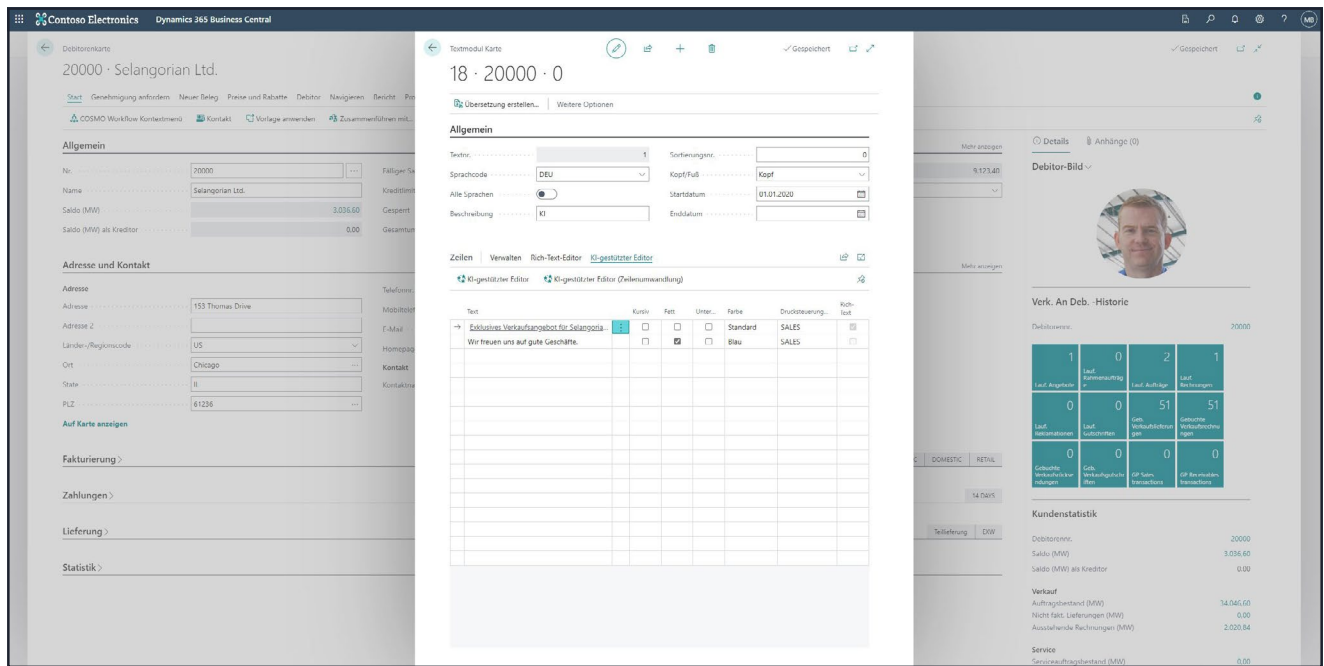 Contoso Electronics Dynamics 365 Business Central MB
Debitorenkarte
Gespeichert
20000 · Selangorian Ltd.
Start Genehmigung anfordern Neuer Beleg Preise und Rabatte Debitor Navigieren Bericht
COSMO Workflow Kontextmenü Kontakt Vorlage anwenden Zusammenführen mit...
Allgemein
Mehr anzeigen
Nr. 20000
Name Selangorian Ltd.
Saldo (MW) 3.036,60
Saldo (MW) als Kreditor 0,00
Fälliger
Kreditlimit
Gesperrt
9.123,40
Adresse und Kontakt
Mehr anzeigen
Adresse
Adresse 153 Thomas Drive
Adresse 2
Länder-/Regionscode US
Ort Chicago
State IL
PLZ 61236
Auf Karte anzeigen
E-Mail
Kontakt
Fakturierung
DOMESTIC RETAIL
Zahlungen
14 DAYS
Lieferung
Teillieferung EXW
Statistik
Textmodul Karte
Gespeichert
18 · 20000 · 0
Übersetzung erstellen... Weitere Optionen
Allgemein
Textnr. 1
Sprachcode DEU
Alle Sprachen
Beschreibung KI
Sortierungsnr. 0
Kopf/Fuß Kopf
Startdatum 01.01.2020
Enddatum
Zeilen Verwalten Rich-Text-Editor KI-gestützter Editor
KI-gestützter Editor KI-gestützter Editor (Zeilenumwandlung)
Text Kursiv Fett Unter... Farbe Drucksteuerung... Rich-Text
Exklusives Verkaufsangebot für Selangoria... Standard SALES
Wir freuen uns auf gute Geschäfte. Blau SALES
Details Anhänge (0)
Debitor-Bild
Verk. An Deb. -Historie
Debitorennr. 20000
1 0 2 1
Lauf. Angebote Lauf. Rahmenaufträge Lauf. Aufträge Lauf. Rechnungen
0 0 51 51
Lauf. Reklamationen Lauf. Gutschriften Geb. Verkaufslieferungen Gebuchte Verkaufsrechnungen
0 0 0 0
Gebuchte Verkaufsrücksendungen Geb. Verkaufsgutschriften GP Sales transactions GP Receivables transactions
Kundenstatistik
Debitorennr. 20000
Saldo (MW) 3.036,60
Saldo (MW) als Kreditor 0,00
Verkauf
Auftragsbestand (MW) 34.046,60
Nicht fakt. Lieferungen (MW) 0,00
Ausstehende Rechnungen (MW) 2.020,84
Service
Serviceauftragsbestand (MW) 0,00